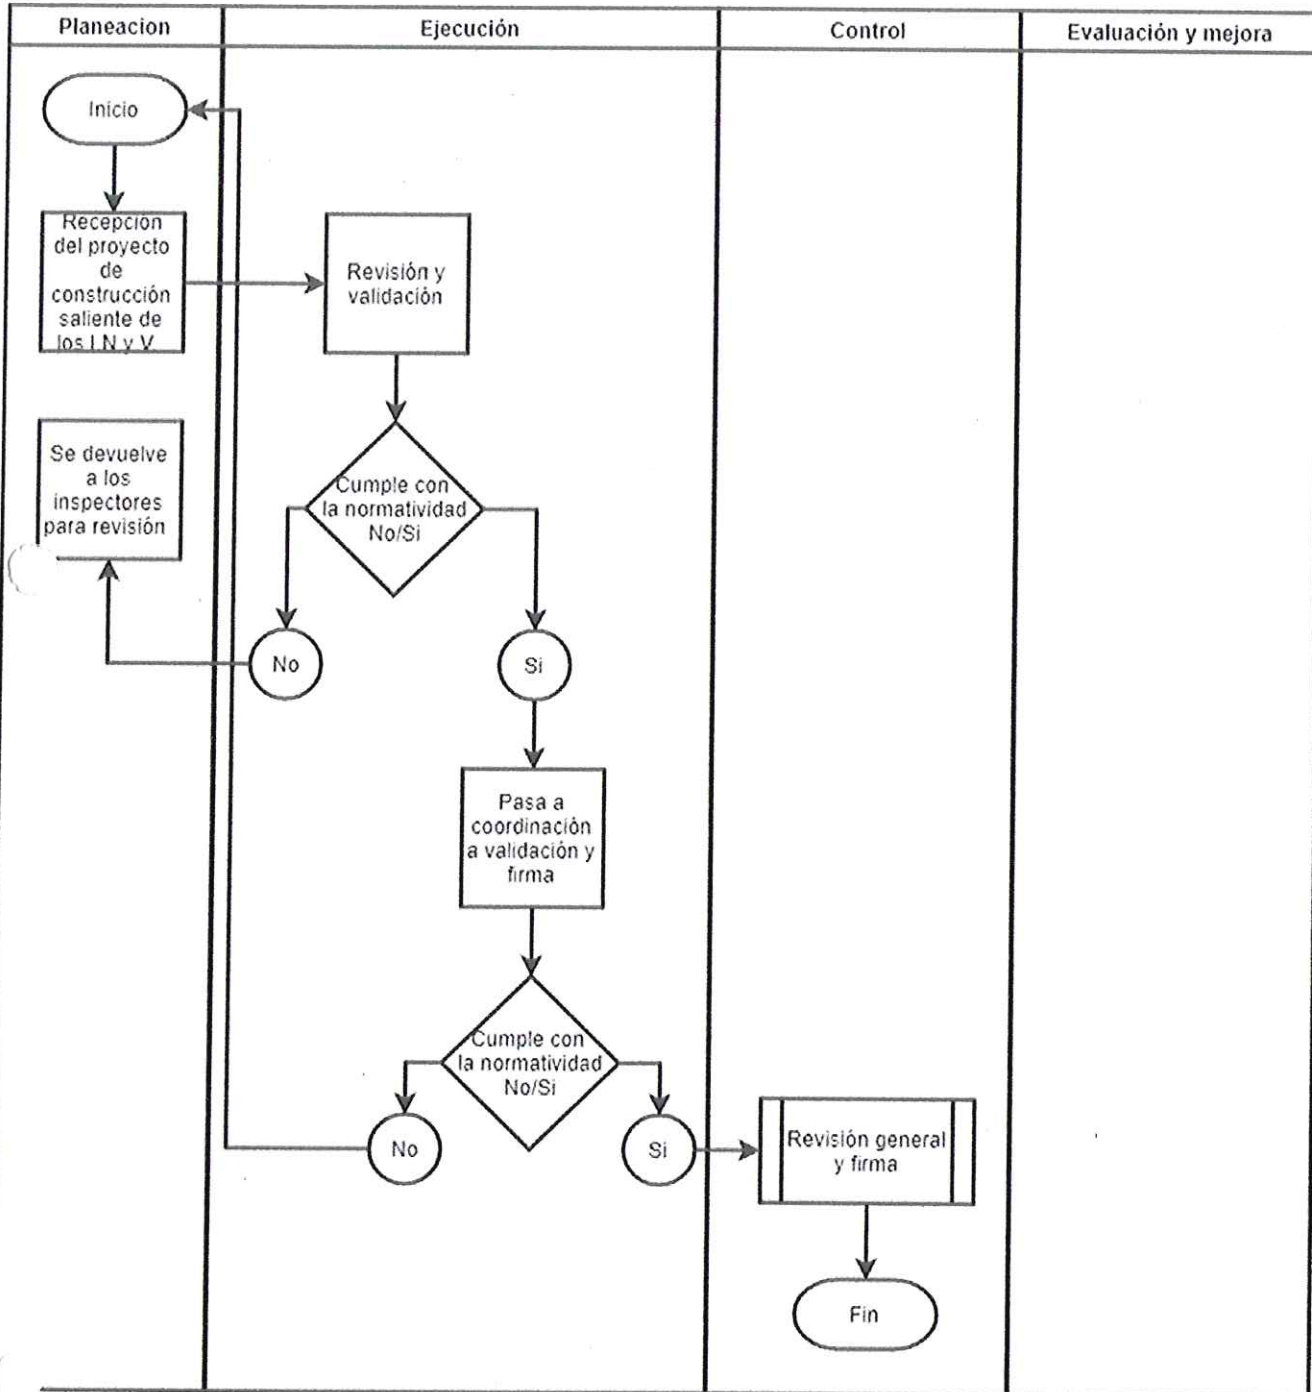 Planeacion
Ejecución
Control
Evaluación y mejora
Inicio
Recepción
del proyecto
de
construcción
saliente de
los I.N y V.
Revisión y
validación
Se devuelve
a los
inspectores
para revisión
Cumple con
la normatividad
No/Si
No
Si
Pasa a
coordinación
a validación y
firma
Cumple con
la normatividad
No/Si
No
Si
Revisión general
y firma
Fin